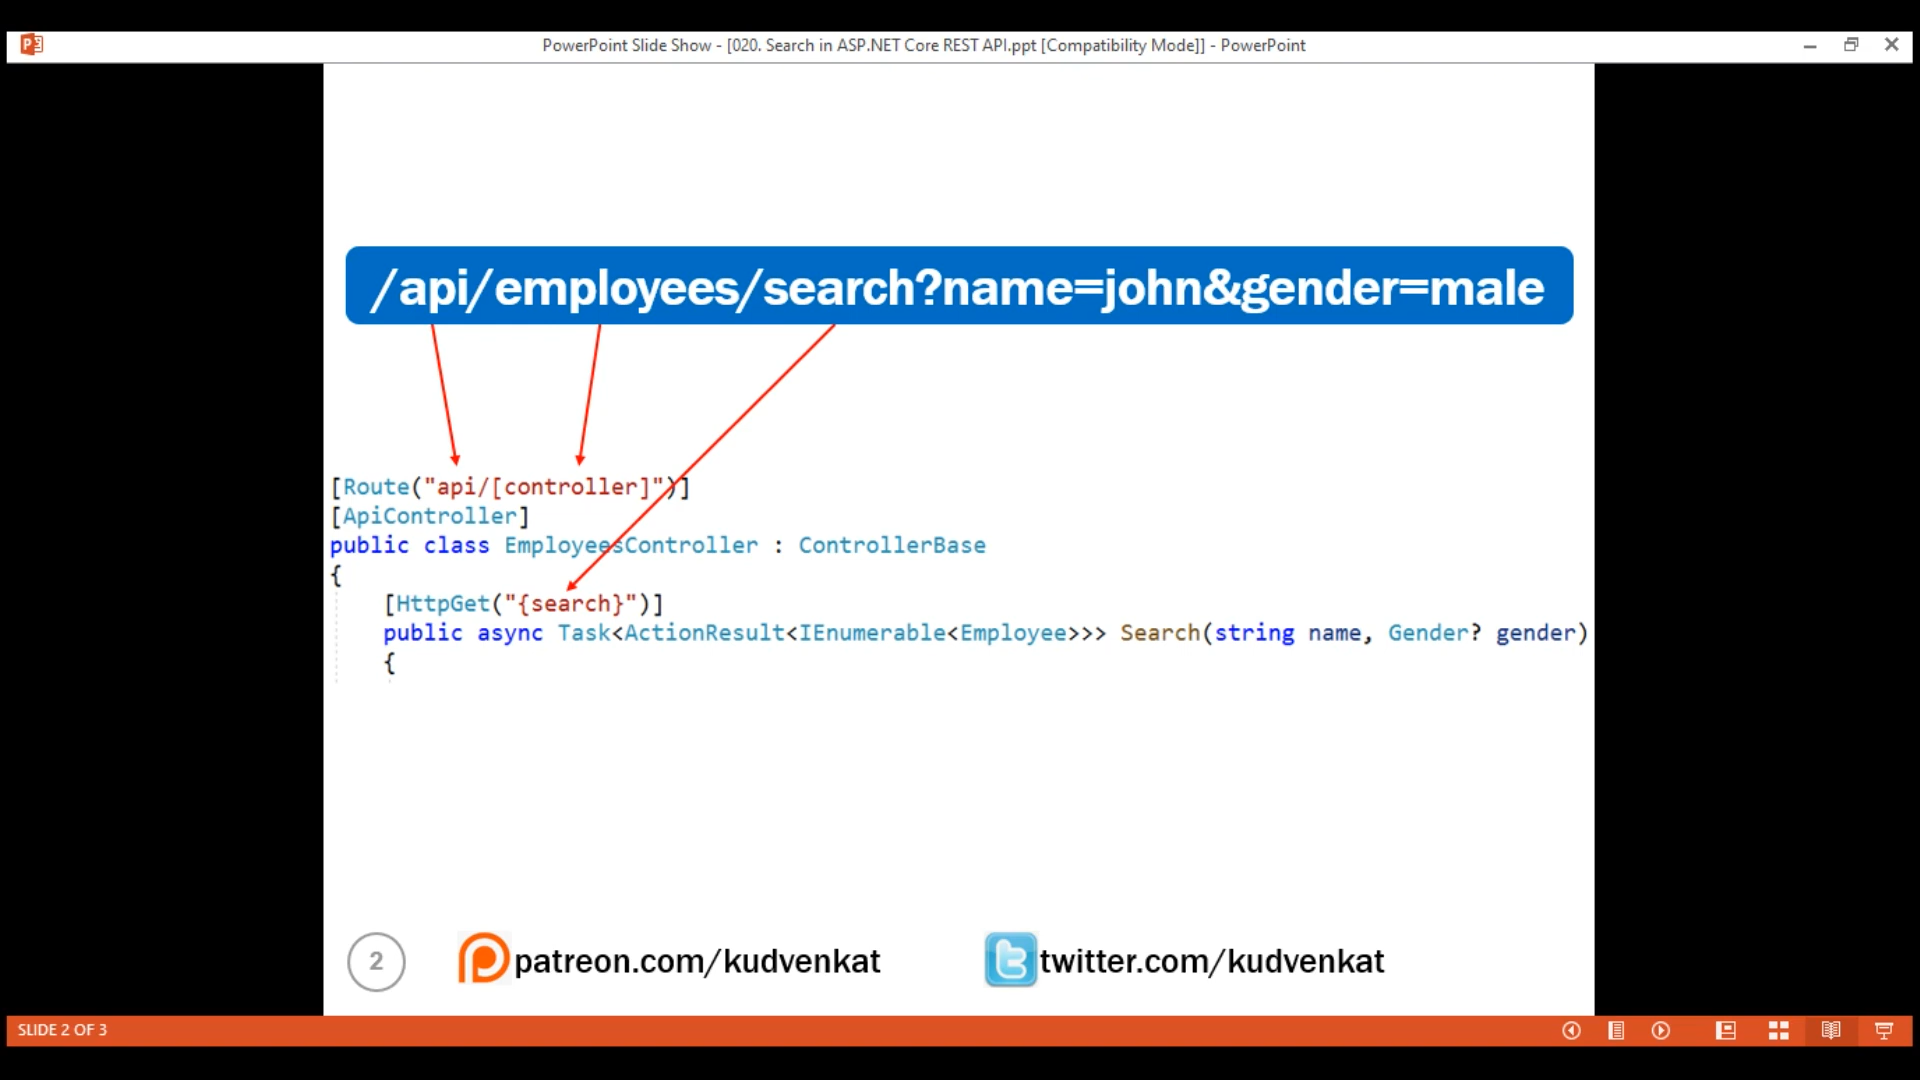 PowerPoint Slide Show - [020. Search in ASP.NET Core REST API.ppt [Compatibility Mode]] - PowerPoint
/api/employees/search?name=john&gender=male
[Route("api/[controller]")]
[ApiController]
public class EmployeesController : ControllerBase
{
[HttpGet("{search}")]
public async Task<ActionResult<IEnumerable<Employee>>> Search(string name, Gender? gender)
{
2
patreon.com/kudvenkat
twitter.com/kudvenkat
SLIDE 2 OF 3